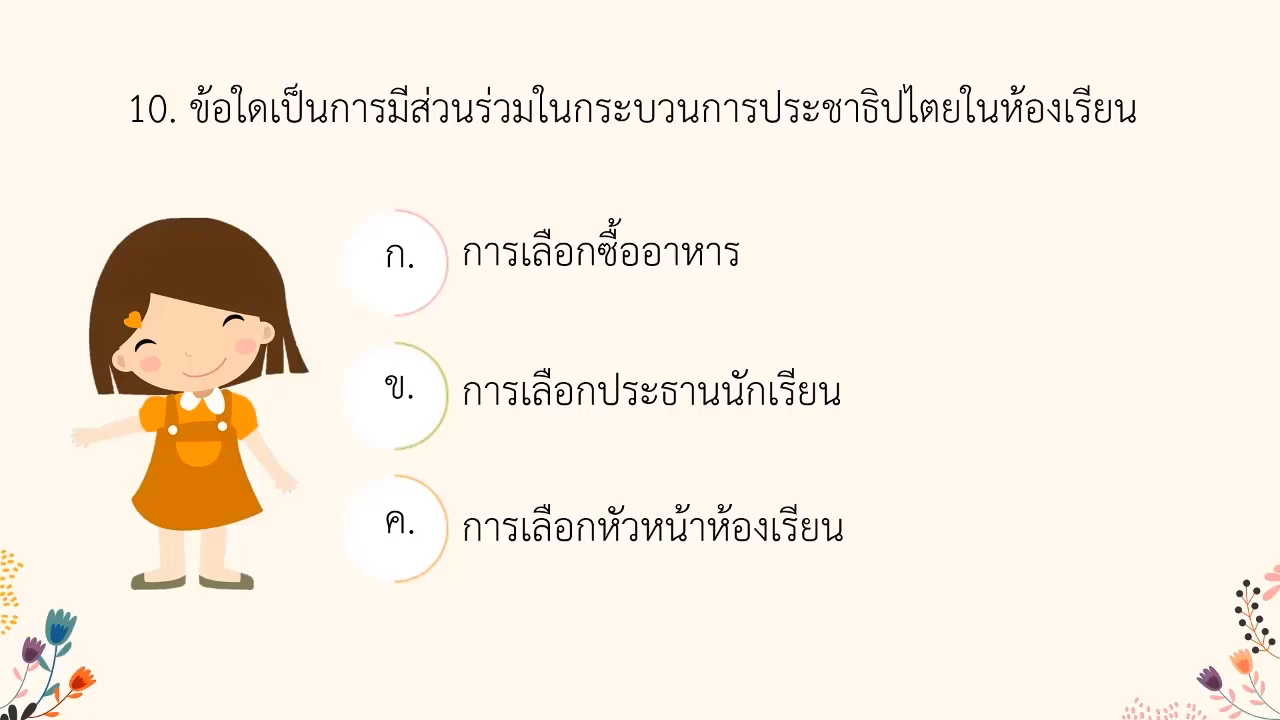 10. ข้อใดเป็นการมีส่วนร่วมในกระบวนการประชาธิปไตยในห้องเรียน
ก. การเลือกซื้ออาหาร
ข. การเลือกประธานนักเรียน
ค. การเลือกหัวหน้าห้องเรียน